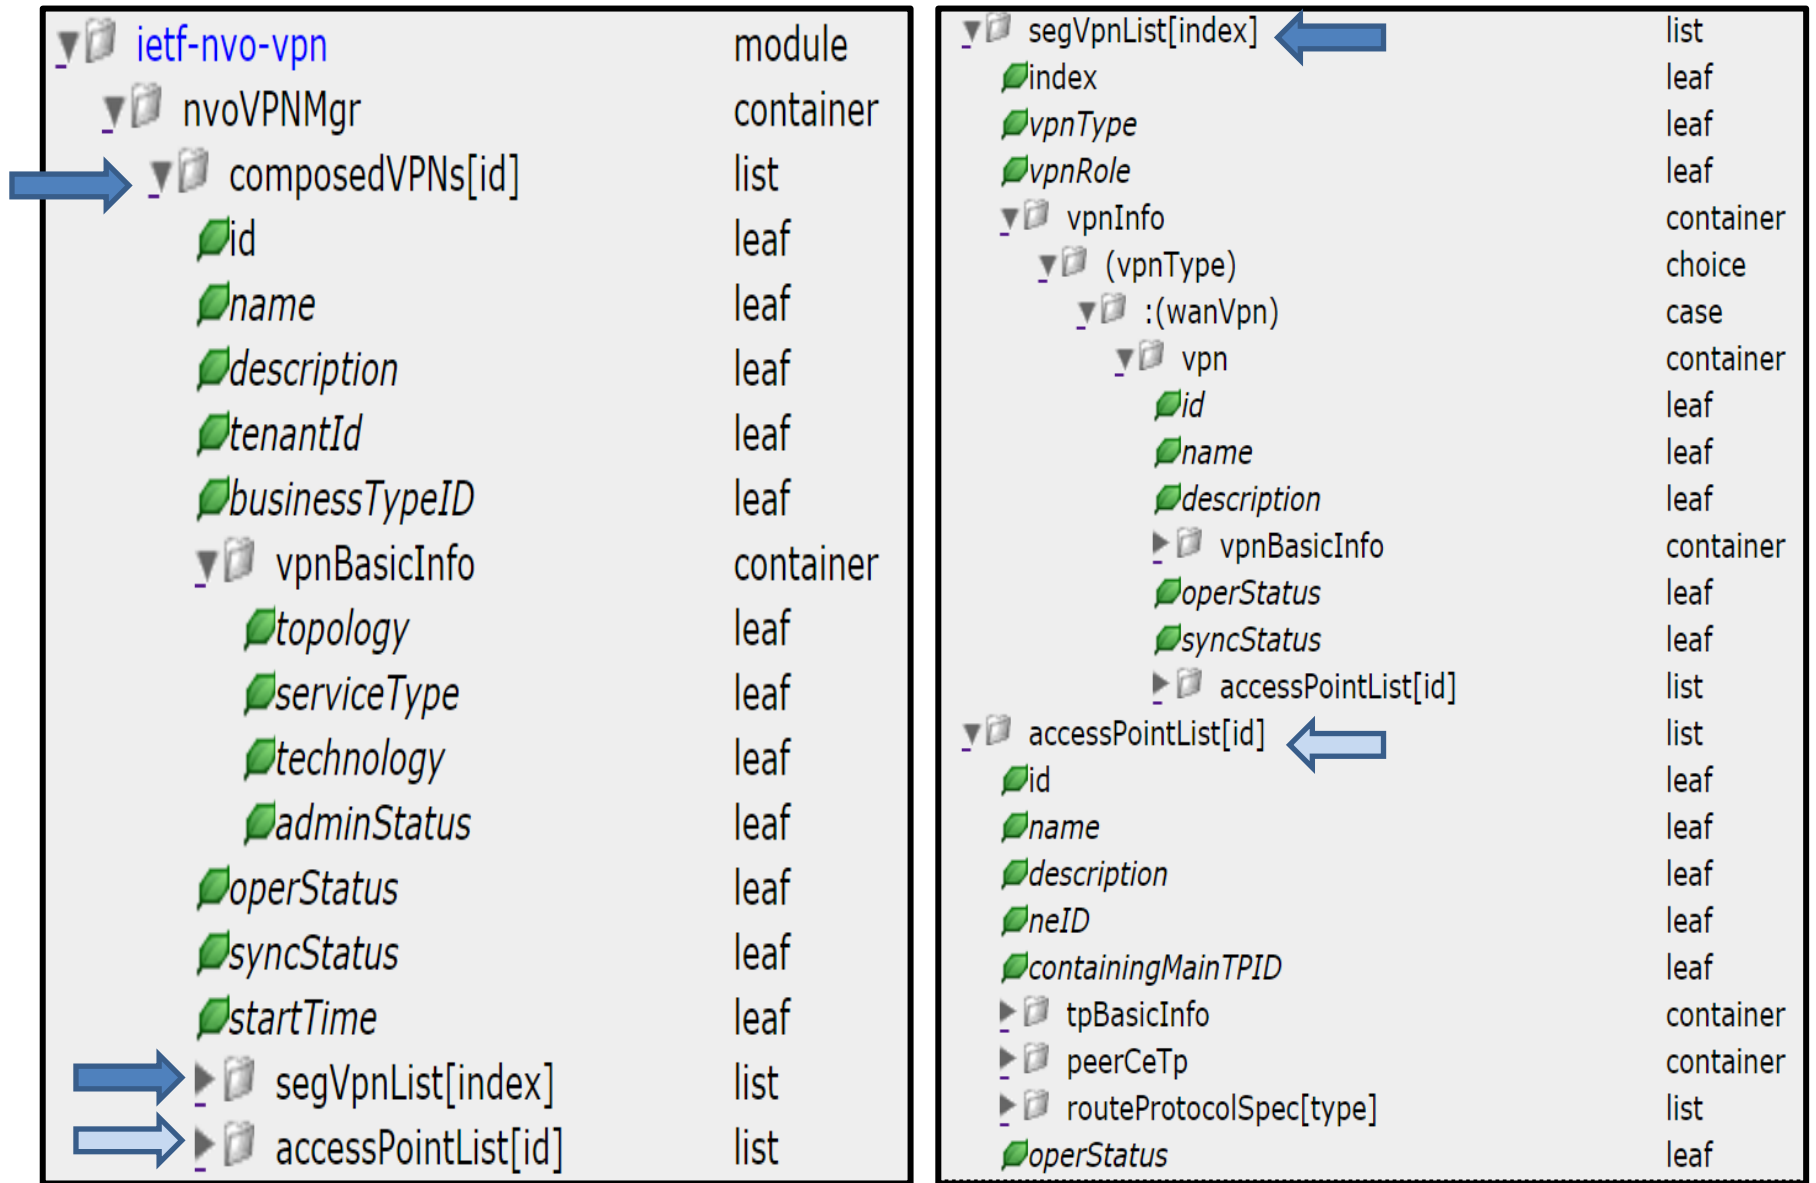 ietf-nvo-vpn module
nvoVPNMgr container
composedVPNs[id] list
id leaf
name leaf
description leaf
tenantId leaf
businessTypeID leaf
vpnBasicInfo container
topology leaf
serviceType leaf
technology leaf
adminStatus leaf
operStatus leaf
syncStatus leaf
startTime leaf
segVpnList[index] list
accessPointList[id] list
segVpnList[index] list
index leaf
vpnType leaf
vpnRole leaf
vpnInfo container
(vpnType) choice
:(wanVpn) case
vpn container
id leaf
name leaf
description leaf
vpnBasicInfo container
operStatus leaf
syncStatus leaf
accessPointList[id] list
accessPointList[id] list
id leaf
name leaf
description leaf
neID leaf
containingMainTPID leaf
tpBasicInfo container
peerCeTp container
routeProtocolSpec[type] list
operStatus leaf